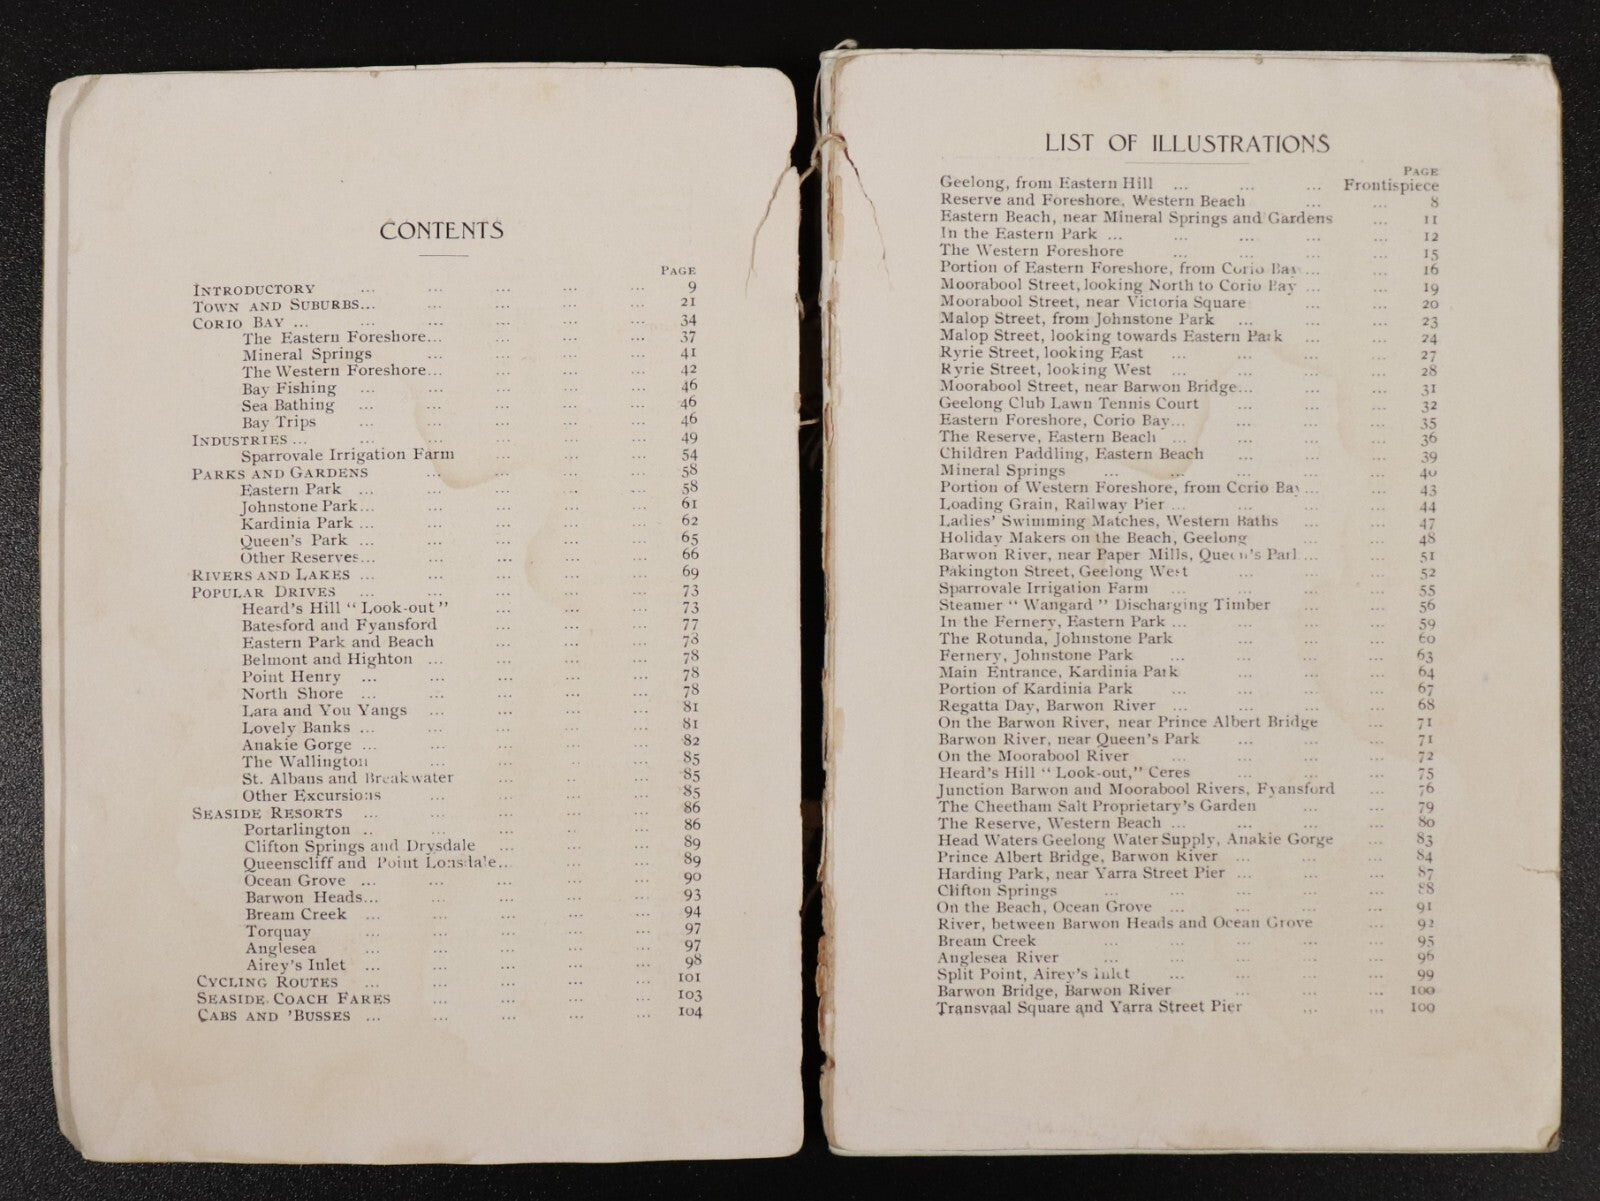 CONTENTS
PAGE
INTRODUCTORY ... ... ... ... ... 9
TOWN AND SUBURBS... ... ... ... ... 21
CORIO BAY ... ... ... ... ... ... 34
The Eastern Foreshore... ... ... ... 37
Mineral Springs ... ... ... ... 41
The Western Foreshore... ... ... ... 42
Bay Fishing ... ... ... ... ... 46
Sea Bathing ... ... ... ... ... 46
Bay Trips ... ... ... ... ... 46
INDUSTRIES ... ... ... ... ... ... 49
Sparrovale Irrigation Farm ... ... ... 54
PARKS AND GARDENS ... ... ... ... 58
Eastern Park ... ... ... ... ... 58
Johnstone Park... ... ... ... ... 61
Kardinia Park ... ... ... ... ... 62
Queen's Park ... ... ... ... ... 65
Other Reserves... ... ... ... ... 66
RIVERS AND LAKES ... ... ... ... ... 69
POPULAR DRIVES ... ... ... ... ... 73
Heard's Hill "Look-out" ... ... ... 73
Batesford and Fyansford ... ... ... 77
Eastern Park and Beach ... ... ... 78
Belmont and Highton ... ... ... ... 78
Point Henry ... ... ... ... ... 78
North Shore ... ... ... ... ... 78
Lara and You Yangs ... ... ... ... 81
Lovely Banks ... ... ... ... ... 81
Anakie Gorge ... ... ... ... ... 82
The Wallington ... ... ... ... 85
St. Albans and Breakwater ... ... ... 85
Other Excursions ... ... ... ... 85
SEASIDE RESORTS ... ... ... ... ... 86
Portarlington .. ... ... .. ... 86
Clifton Springs and Drysdale ... ... ... 89
Queenscliff and Point Lonsdale... ... ... 89
Ocean Grove ... ... ... ... ... 90
Barwon Heads... ... ... ... ... 93
Bream Creek ... ... ... ... ... 94
Torquay ... ... ... ... ... 97
Anglesea ... ... ... ... ... 97
Airey's Inlet ... ... ... ... ... 98
CYCLING ROUTES ... ... ... ... ... 101
SEASIDE COACH FARES ... ... ... ... 103
CABS AND 'BUSSES ... ... ... ... ... 104
LIST OF ILLUSTRATIONS
PAGE
Geelong, from Eastern Hill ... ... ... Frontispiece
Reserve and Foreshore, Western Beach ... ... 8
Eastern Beach, near Mineral Springs and Gardens ... 11
In the Eastern Park ... ... ... ... ... 12
The Western Foreshore ... ... ... ... 15
Portion of Eastern Foreshore, from Corio Bay ... ... 16
Moorabool Street, looking North to Corio Bay ... ... 19
Moorabool Street, near Victoria Square ... ... 20
Malop Street, from Johnstone Park ... ... ... 23
Malop Street, looking towards Eastern Park ... ... 24
Ryrie Street, looking East ... ... ... ... 27
Ryrie Street, looking West ... ... ... ... 28
Moorabool Street, near Barwon Bridge... ... ... 31
Geelong Club Lawn Tennis Court ... ... ... 32
Eastern Foreshore, Corio Bay... ... ... ... 35
The Reserve, Eastern Beach ... ... ... ... 36
Children Paddling, Eastern Beach ... ... ... 39
Mineral Springs ... ... ... ... ... 40
Portion of Western Foreshore, from Corio Bay ... ... 43
Loading Grain, Railway Pier ... ... ... ... 44
Ladies' Swimming Matches, Western Baths ... ... 47
Holiday Makers on the Beach, Geelong ... ... 48
Barwon River, near Paper Mills, Queen's Park ... ... 51
Pakington Street, Geelong West ... ... ... 52
Sparrovale Irrigation Farm ... ... ... ... 55
Steamer "Wangard" Discharging Timber ... ... 56
In the Fernery, Eastern Park ... ... ... ... 59
The Rotunda, Johnstone Park ... ... ... 60
Fernery, Johnstone Park ... ... ... ... 63
Main Entrance, Kardinia Park ... ... ... 64
Portion of Kardinia Park ... ... ... ... 67
Regatta Day, Barwon River ... ... ... ... 68
On the Barwon River, near Prince Albert Bridge ... 71
Barwon River, near Queen's Park ... ... ... 71
On the Moorabool River ... ... ... ... 72
Heard's Hill "Look-out," Ceres ... ... ... 75
Junction Barwon and Moorabool Rivers, Fyansford ... 76
The Cheetham Salt Proprietary's Garden ... ... 79
The Reserve, Western Beach ... ... ... ... 80
Head Waters Geelong Water Supply, Anakie Gorge ... 83
Prince Albert Bridge, Barwon River ... ... ... 84
Harding Park, near Yarra Street Pier ... ... ... 87
Clifton Springs ... ... ... ... ... 88
On the Beach, Ocean Grove ... ... ... ... 91
River, between Barwon Heads and Ocean Grove ... 92
Bream Creek ... ... ... ... ... 95
Anglesea River ... ... ... ... ... 96
Split Point, Airey's Inlet ... ... ... ... 99
Barwon Bridge, Barwon River ... ... ... 100
Transvaal Square and Yarra Street Pier ... ... 100